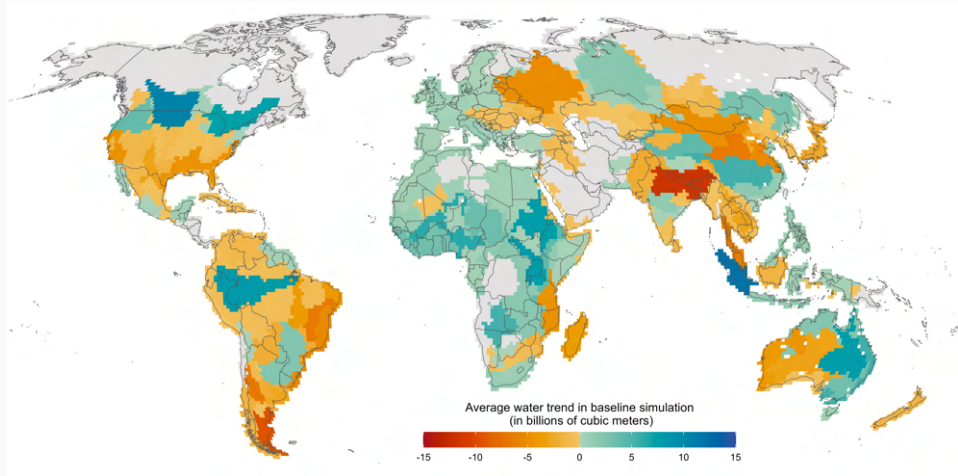 Average water trend in baseline simulation
(in billions of cubic meters)
-15 -10 -5 0 5 10 15